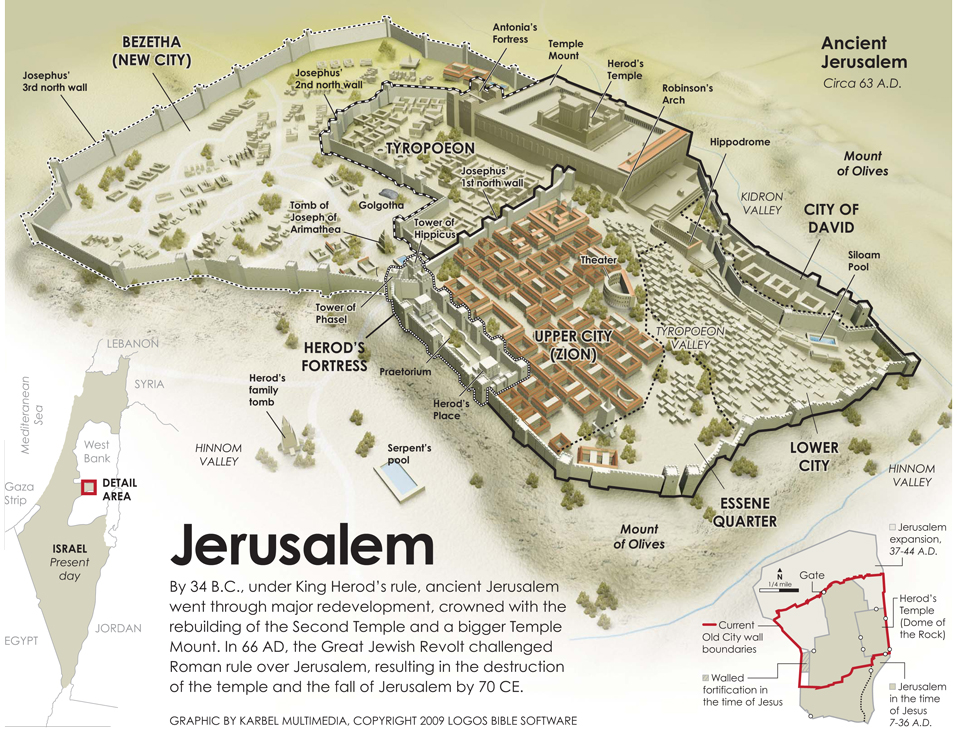 Ancient
Jerusalem
Circa 63 A.D.
BEZETHA
(NEW CITY)
Antonia's
Fortress
Temple
Mount
Herod's
Temple
Robinson's
Arch
Josephus'
3rd north wall
Josephus'
2nd north wall
Hippodrome
TYROPOEON
Mount
of Olives
Josephus'
1st north wall
KIDRON
VALLEY
CITY OF
DAVID
Tomb of
Joseph of
Arimathea
Golgotha
Tower of
Hippicus
Siloam
Pool
Theater
Tower of
Phasel
UPPER CITY
(ZION)
TYROPOEON
VALLEY
HEROD'S
FORTRESS
Praetorium
Herod's
family
tomb
Herod's
Place
HINNOM
VALLEY
Serpent's
pool
LOWER
CITY
HINNOM
VALLEY
ESSENE
QUARTER
Mount
of Olives
LEBANON
SYRIA
Mediteranean
Sea
West
Bank
Gaza
Strip
DETAIL
AREA
ISRAEL
Present
day
JORDAN
EGYPT
Jerusalem
By 34 B.C., under King Herod's rule, ancient Jerusalem
went through major redevelopment, crowned with the
rebuilding of the Second Temple and a bigger Temple
Mount. In 66 AD, the Great Jewish Revolt challenged
Roman rule over Jerusalem, resulting in the destruction
of the temple and the fall of Jerusalem by 70 CE.
GRAPHIC BY KARBEL MULTIMEDIA, COPYRIGHT 2009 LOGOS BIBLE SOFTWARE
Jerusalem
expansion,
37-44 A.D.
N
1/4 mile
Gate
Herod's
Temple
(Dome of
the Rock)
Current
Old City wall
boundaries
Walled
fortification in
the time of Jesus
Jerusalem
in the time
of Jesus
7-36 A.D.